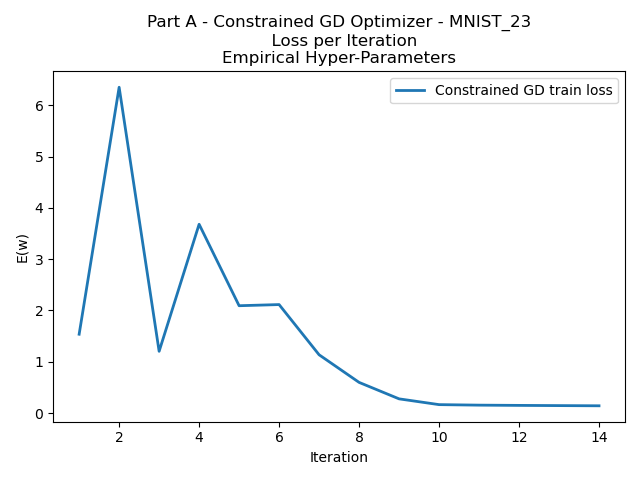 Part A - Constrained GD Optimizer - MNIST_23
Loss per Iteration
Empirical Hyper-Parameters
Constrained GD train loss
E(w)
6
5
4
3
2
1
0
2
4
6
8
10
12
14
Iteration